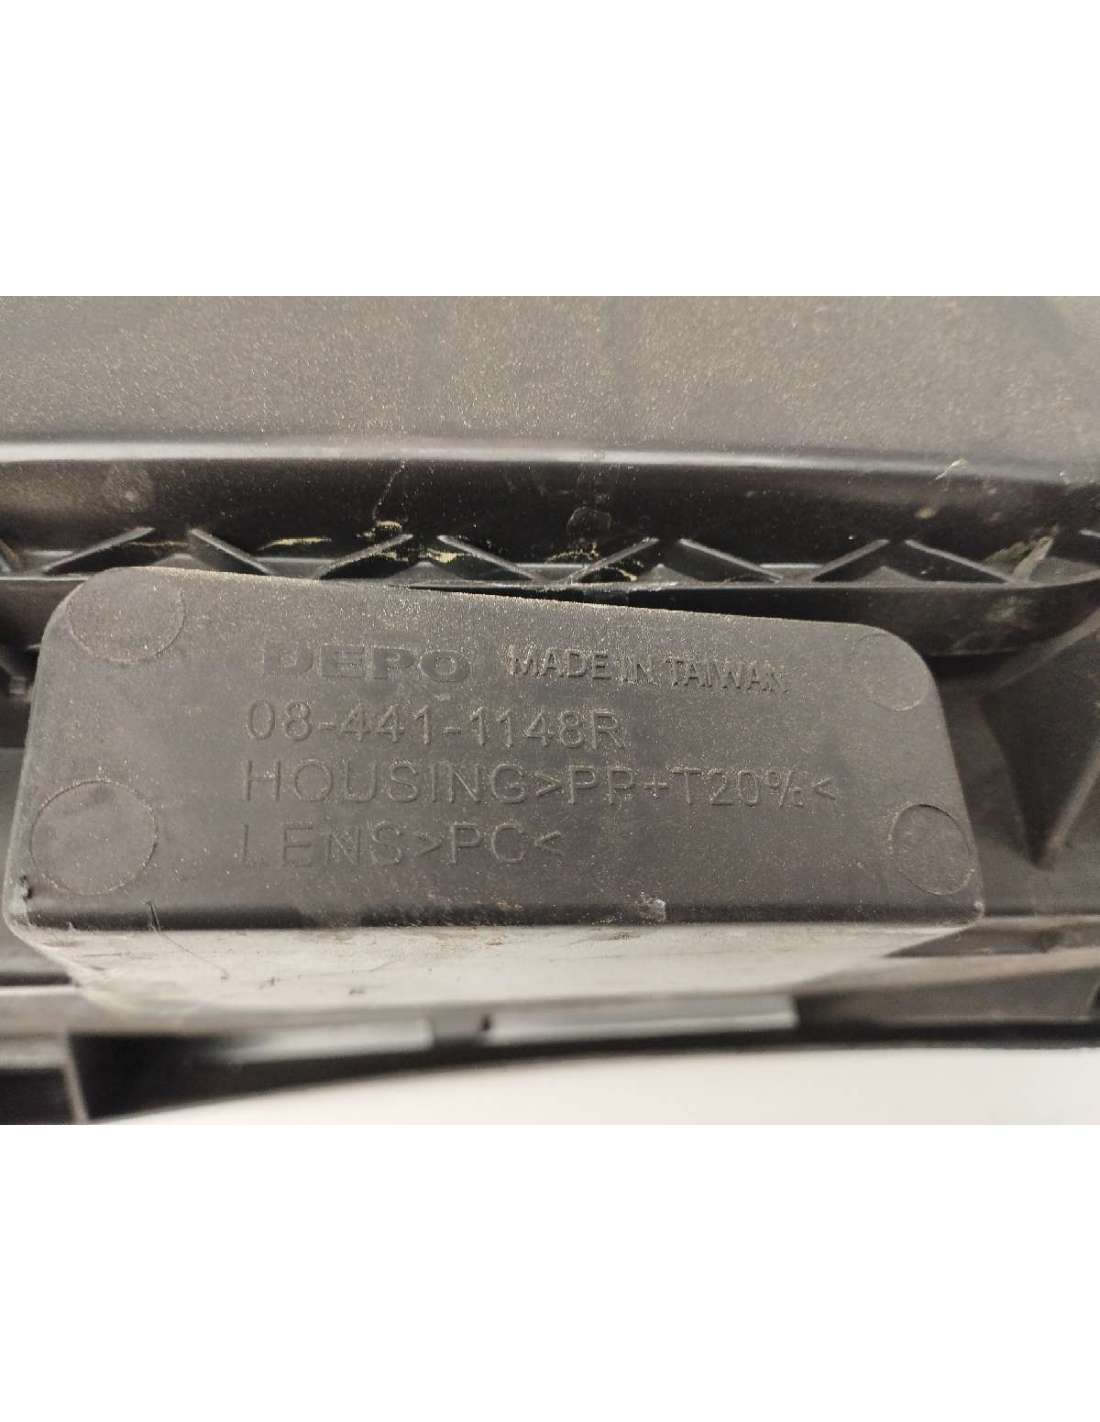 DEPO MADE IN TAIWAN
08-441-1148R
HOUSING>PP+T20%<
LENS>PC<